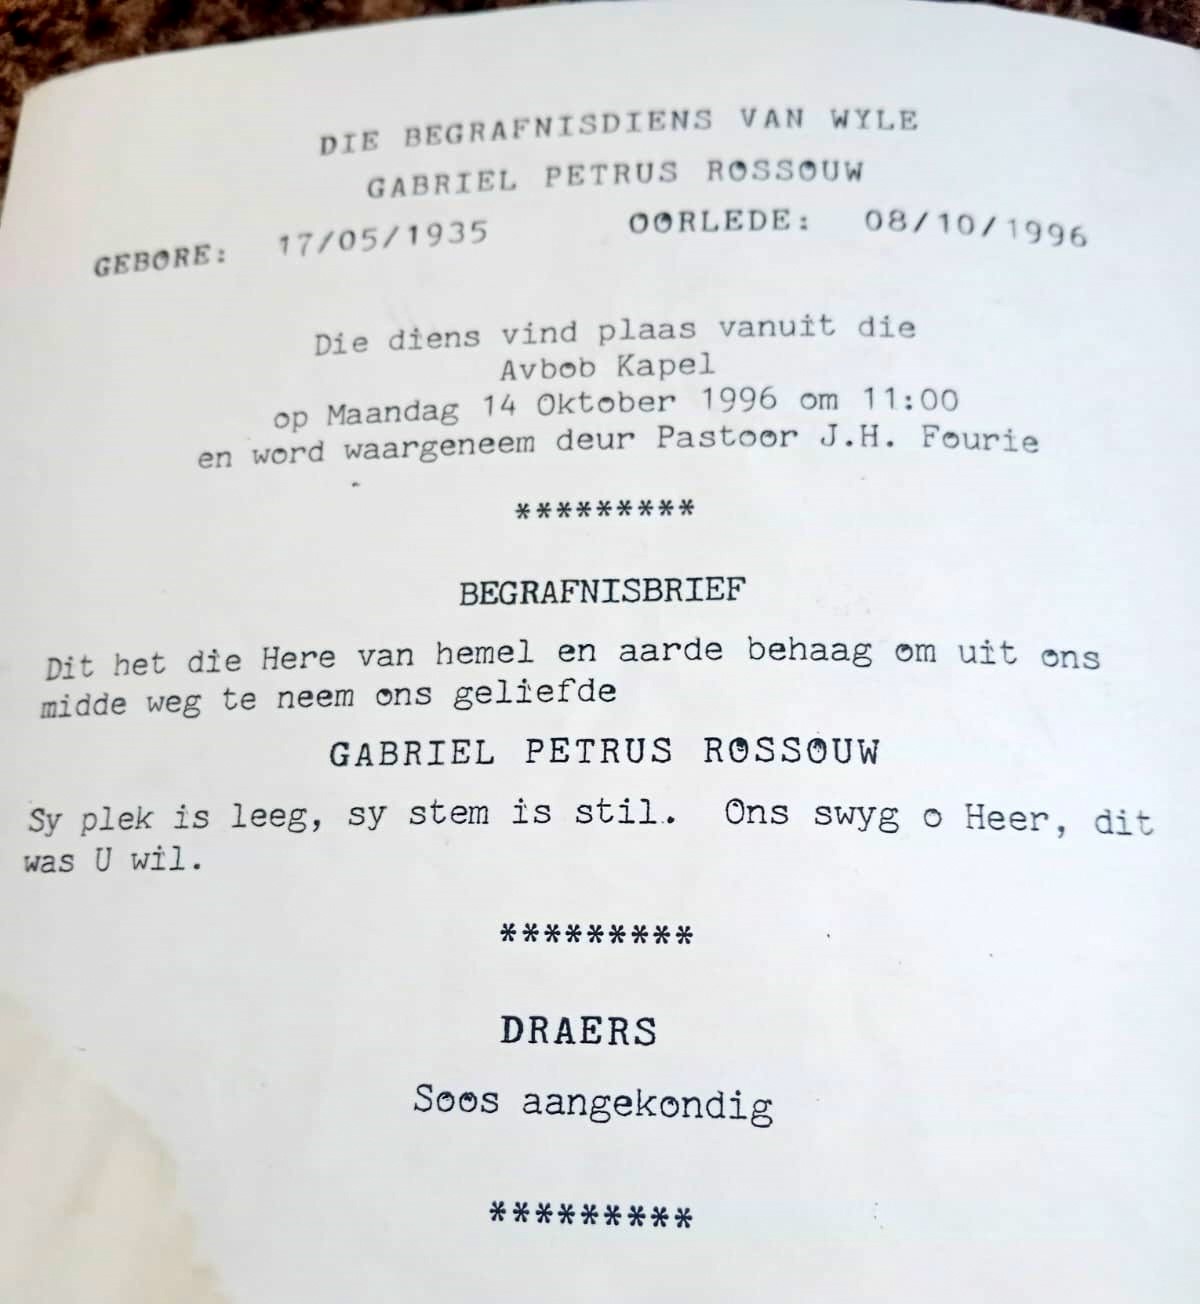 DIE BEGRAFNISDIENS VAN WYLE
GABRIEL PETRUS ROSSOUW
GEBORE: 17/05/1935 OORLEDE: 08/10/1996
Die diens vind plaas vanuit die
Avbob Kapel
op Maandag 14 Oktober 1996 om 11:00
en word waargeneem deur Pastoor J.H. Fourie
*********
BEGRAFNISBRIEF
Dit het die Here van hemel en aarde behaag om uit ons
midde weg te neem ons geliefde
GABRIEL PETRUS ROSSOUW
Sy plek is leeg, sy stem is stil. Ons swyg o Heer, dit
was U wil.
*********
DRAERS
Soos aangekondig
*********